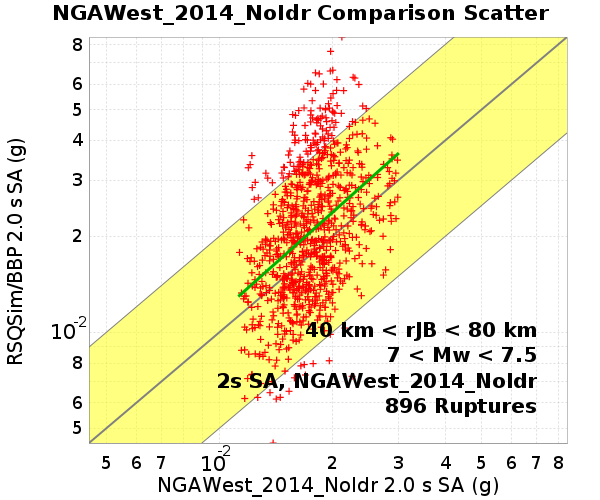 NGAWest_2014_NoIdr Comparison Scatter
RSQSim/BBP 2.0 s SA (g)
8
6
5
4
3
2
10-2
8
6
5
40 km < rJB < 80 km
7 < Mw < 7.5
2s SA, NGAWest_2014_NoIdr
896 Ruptures
5 6 7 10-2 2 3 4 5 6 7 8
NGAWest_2014_NoIdr 2.0 s SA (g)